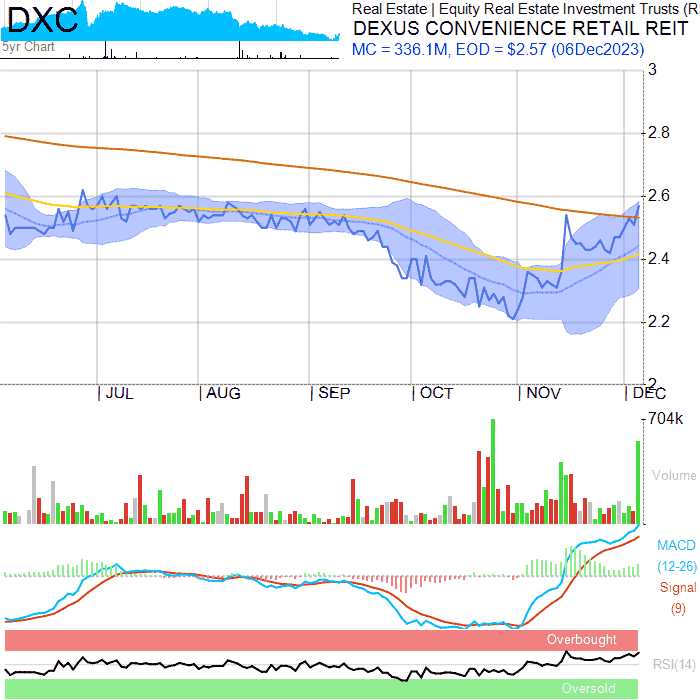 DXC
5yr Chart
Real Estate | Equity Real Estate Investment Trusts (R
DEXUS CONVENIENCE RETAIL REIT
MC = 336.1M, EOD = $2.57 (06Dec2023)
3
2.8
2.6
2.4
2.2
2
JUL
AUG
SEP
OCT
NOV
DEC
704k
Volume
MACD
(12-26)
Signal
(9)
Overbought
RSI(14)
Oversold